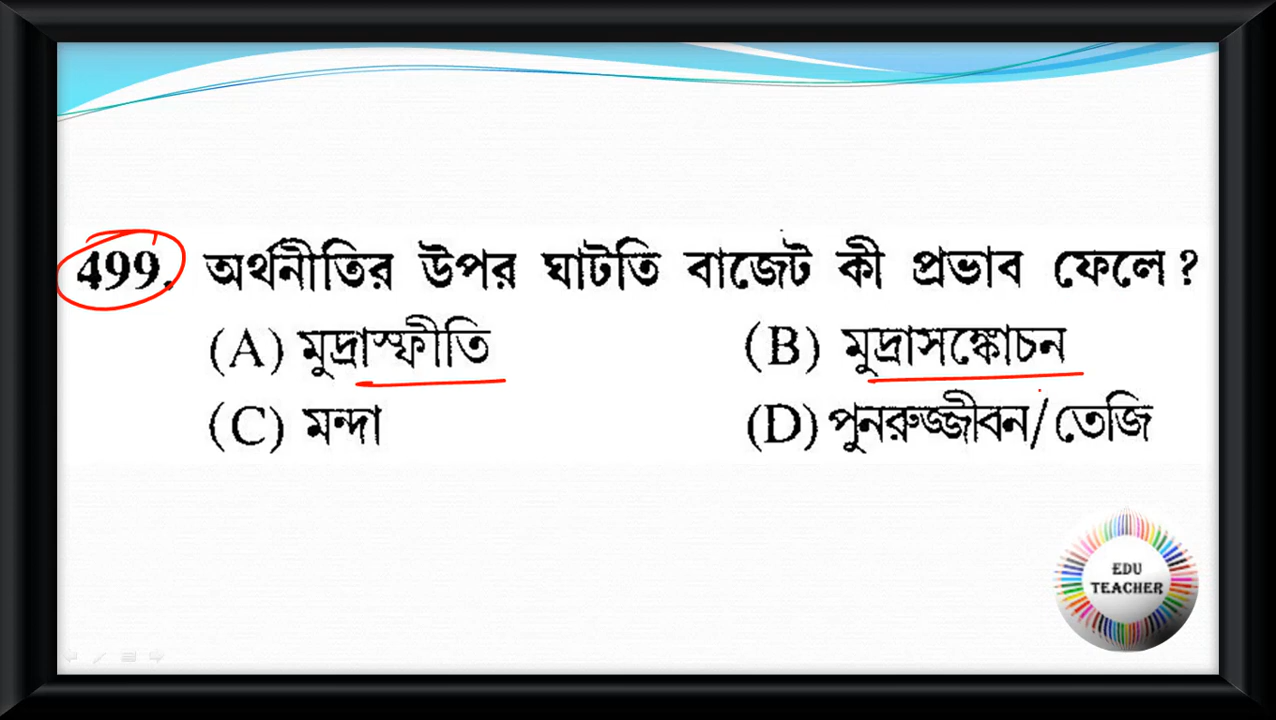 499. অর্থনীতির উপর ঘাটতি বাজেট কী প্রভাব ফেলে?
(A) মুদ্রাস্ফীতি (B) মুদ্রাসঙ্কোচন
(C) মন্দা (D) পুনরুজ্জীবন/তেজি
EDU
TEACHER